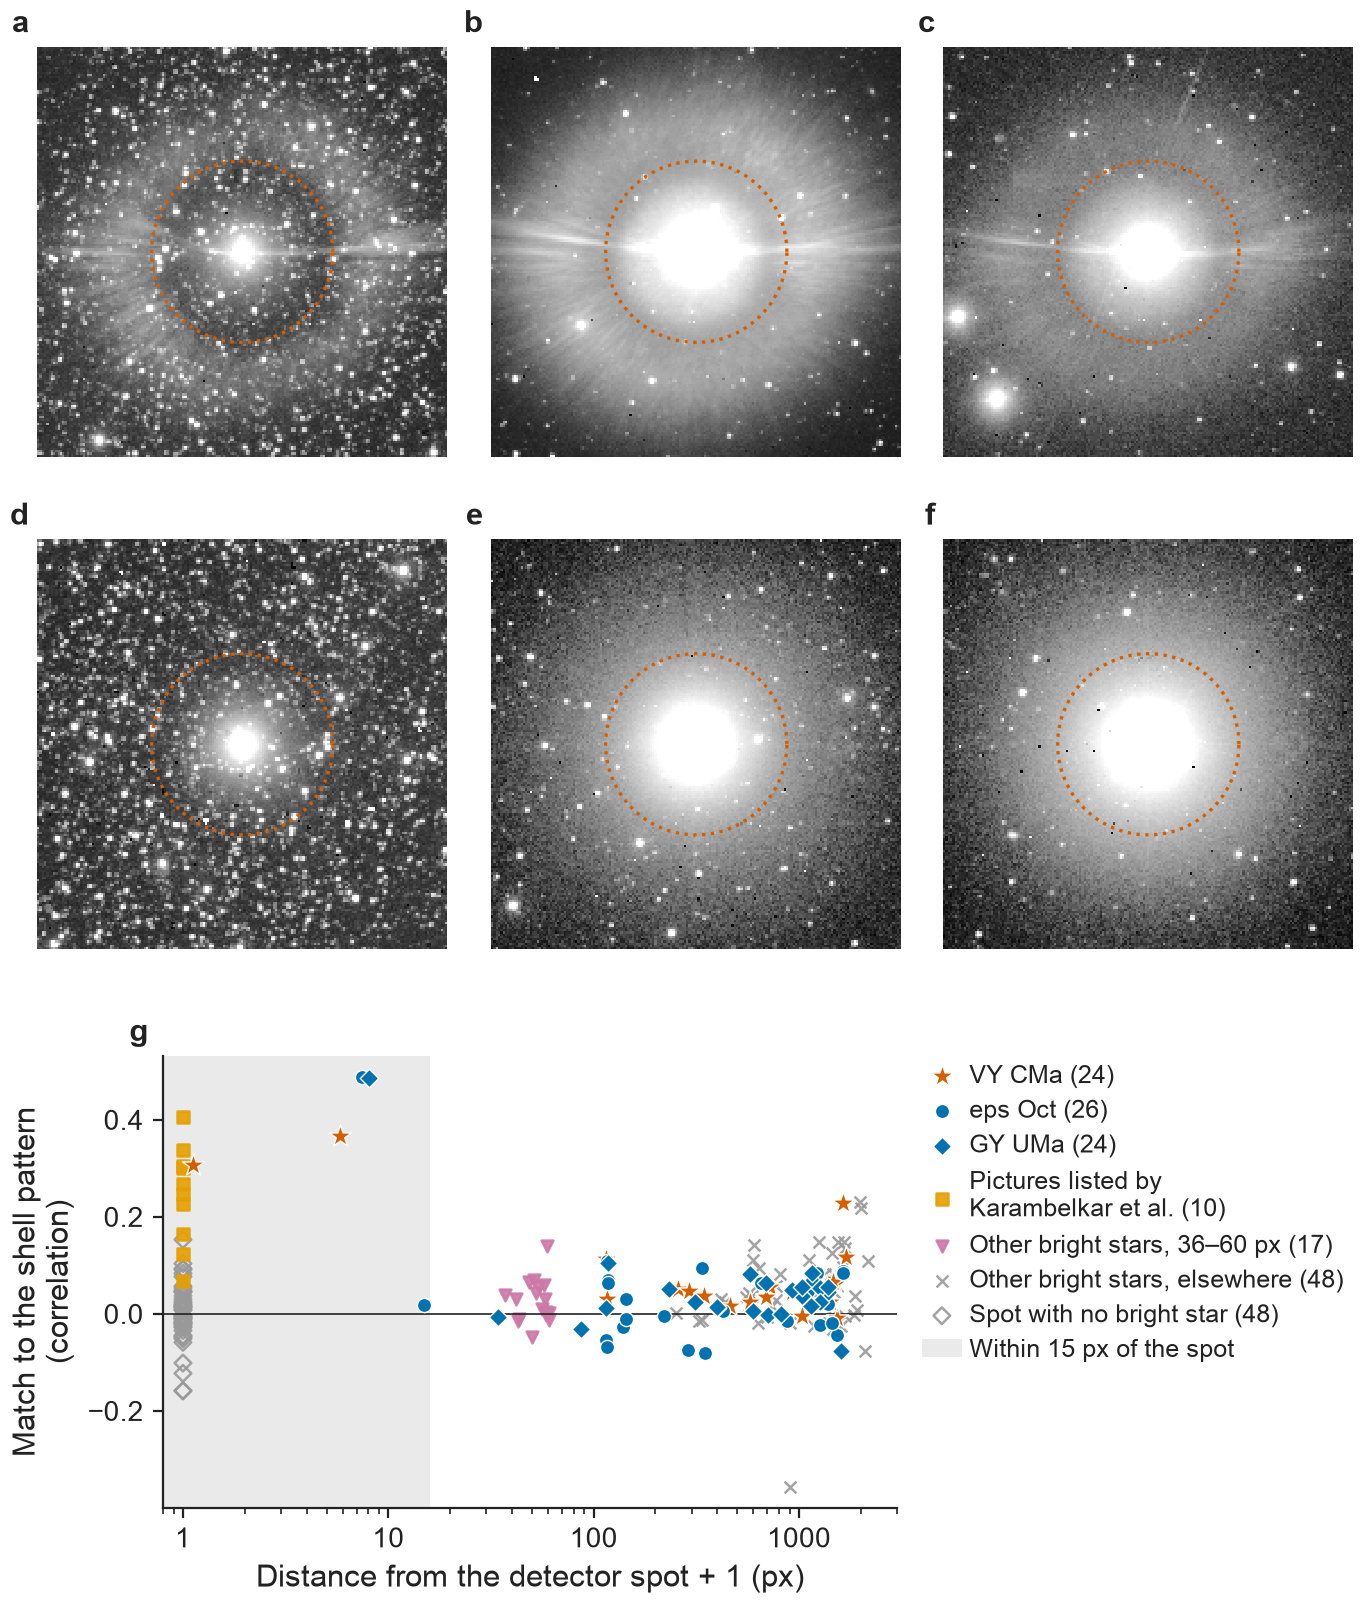 a
b
c
d
e
f
g
0.4
0.2
0.0
−0.2
Match to the shell pattern
(correlation)
1
10
100
1000
Distance from the detector spot + 1 (px)
VY CMa (24)
eps Oct (26)
GY UMa (24)
Pictures listed by
Karambelkar et al. (10)
Other bright stars, 36–60 px (17)
Other bright stars, elsewhere (48)
Spot with no bright star (48)
Within 15 px of the spot